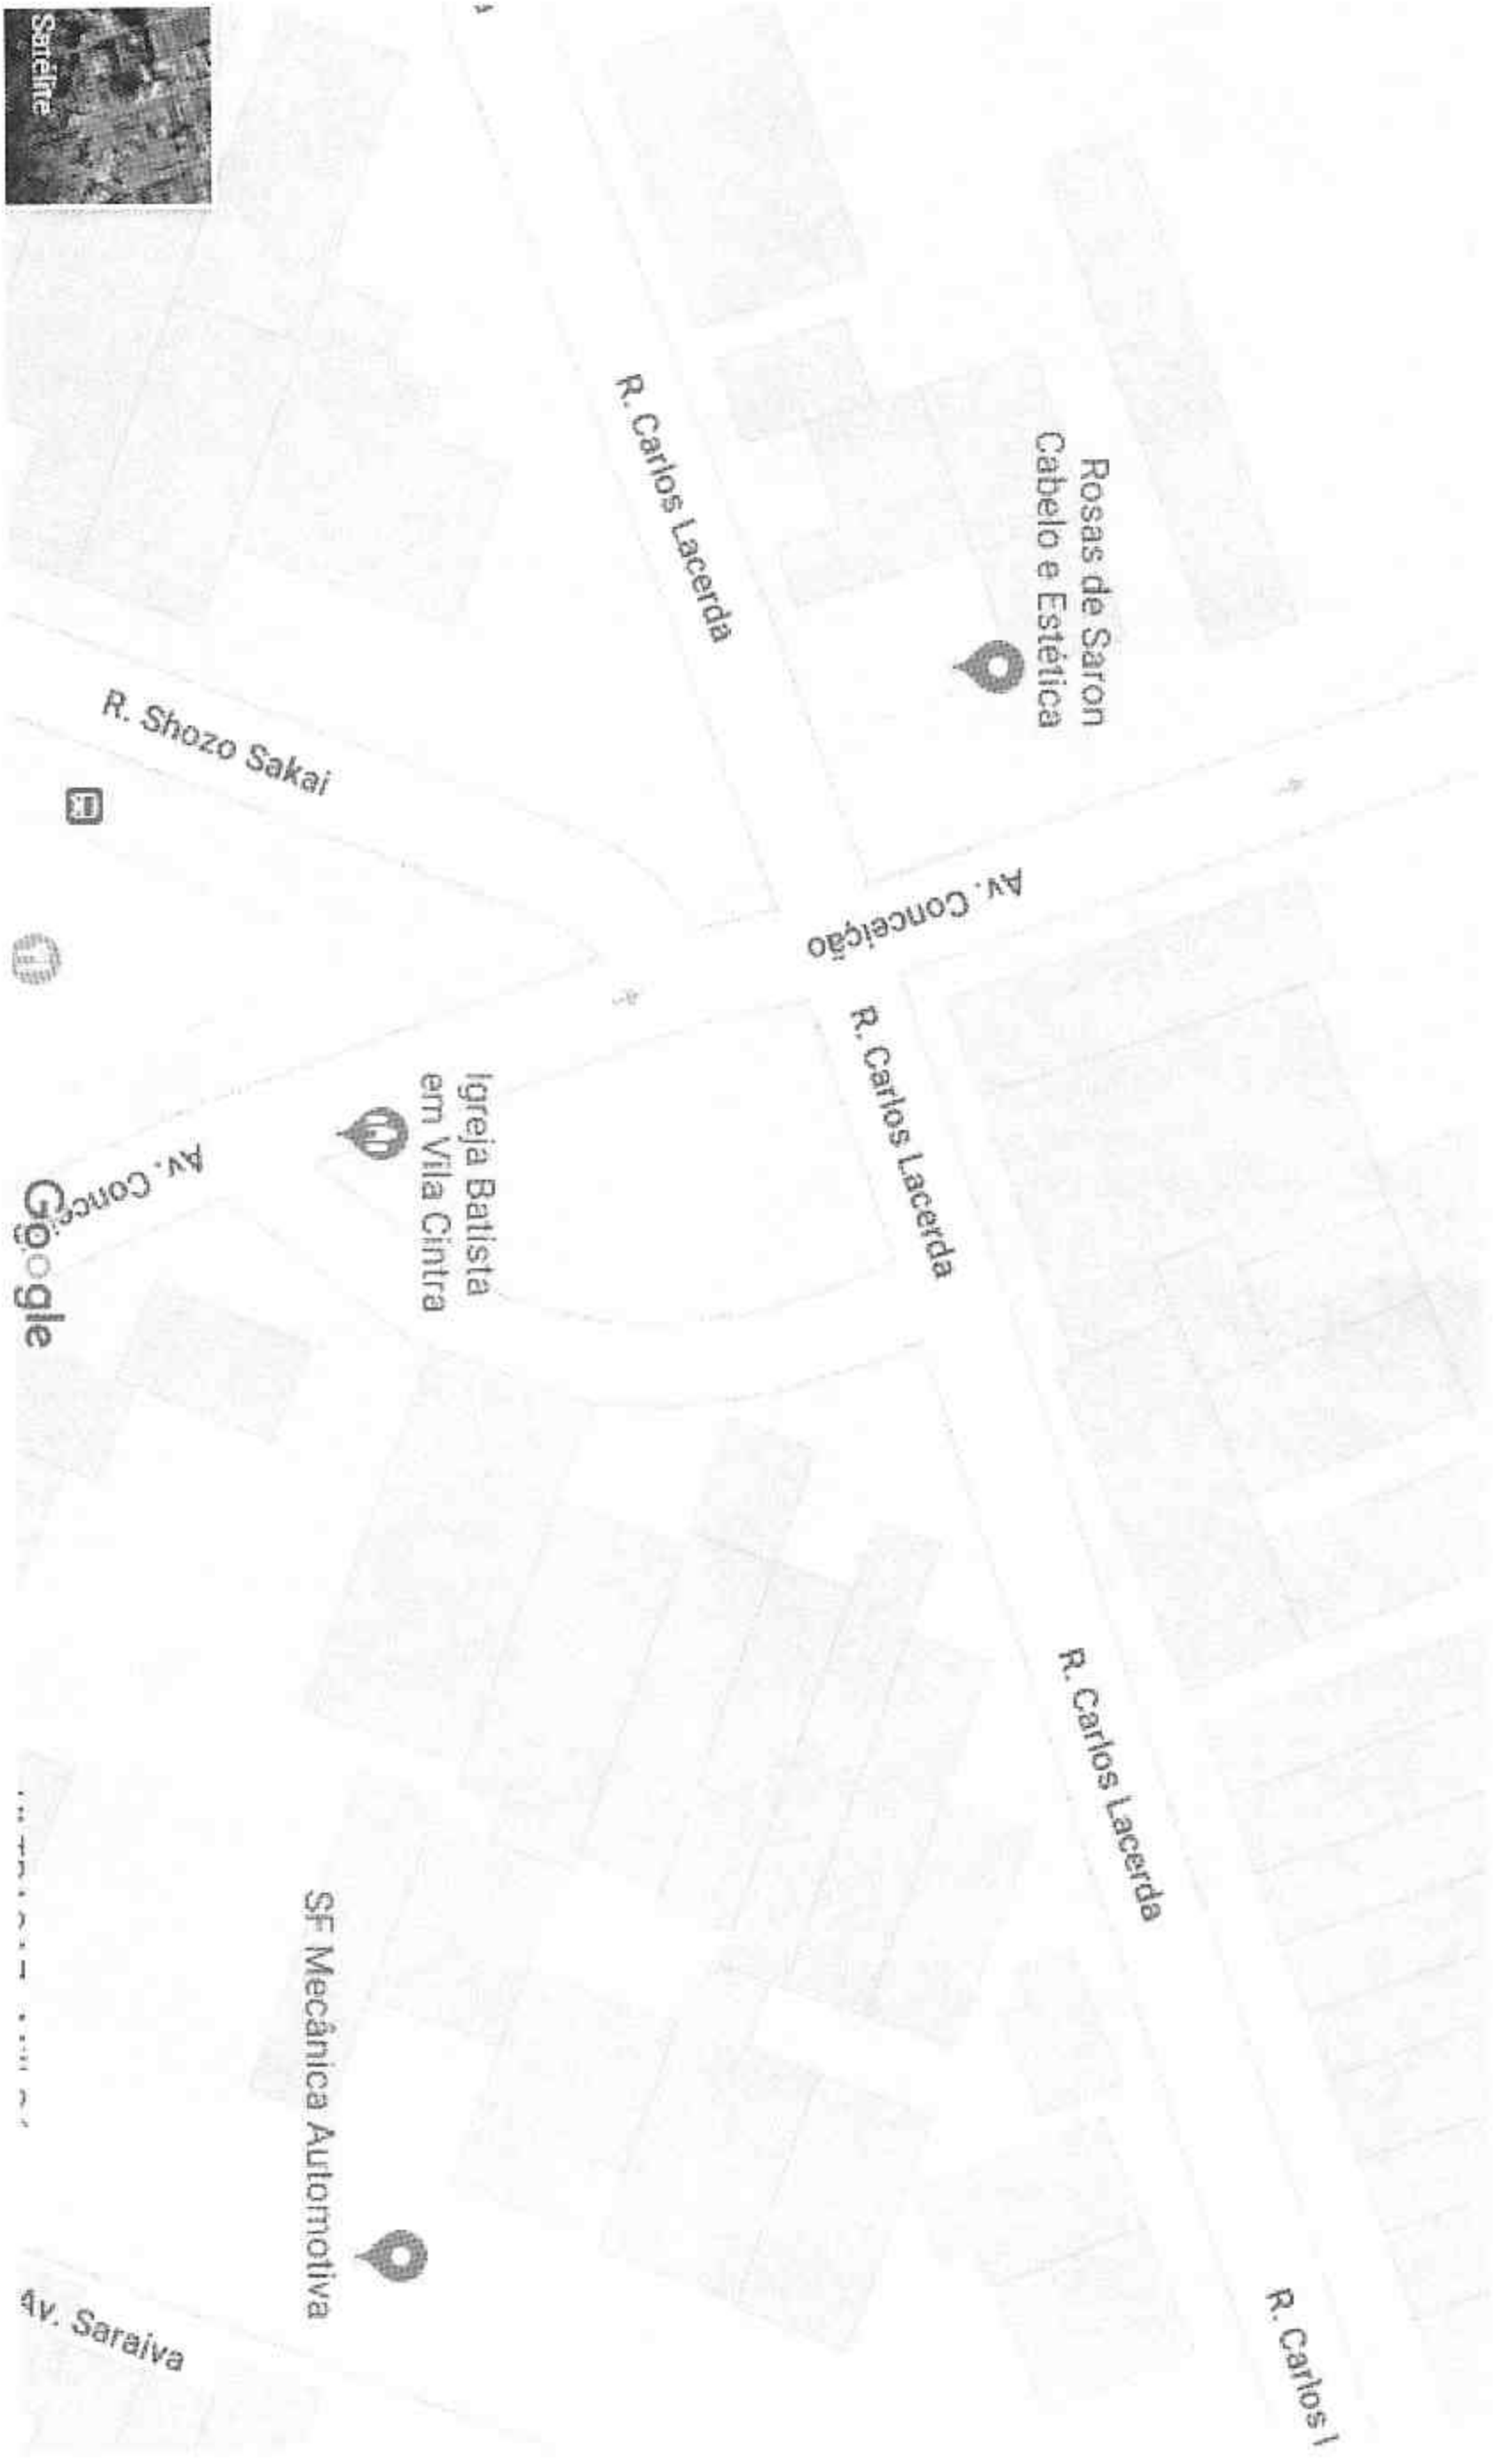 Rosas de Saron
Cabelo e Estética
R. Carlos Lacerda
Av. Conceição
R. Carlos Lacerda
R. Carlos Lacerda
R. Carlos
Igreja Batista
em Vila Cintra
SF Mecânica Automotiva
R. Shozo Sakai
Av. Concei
Av. Saraiva
Satélite
Google